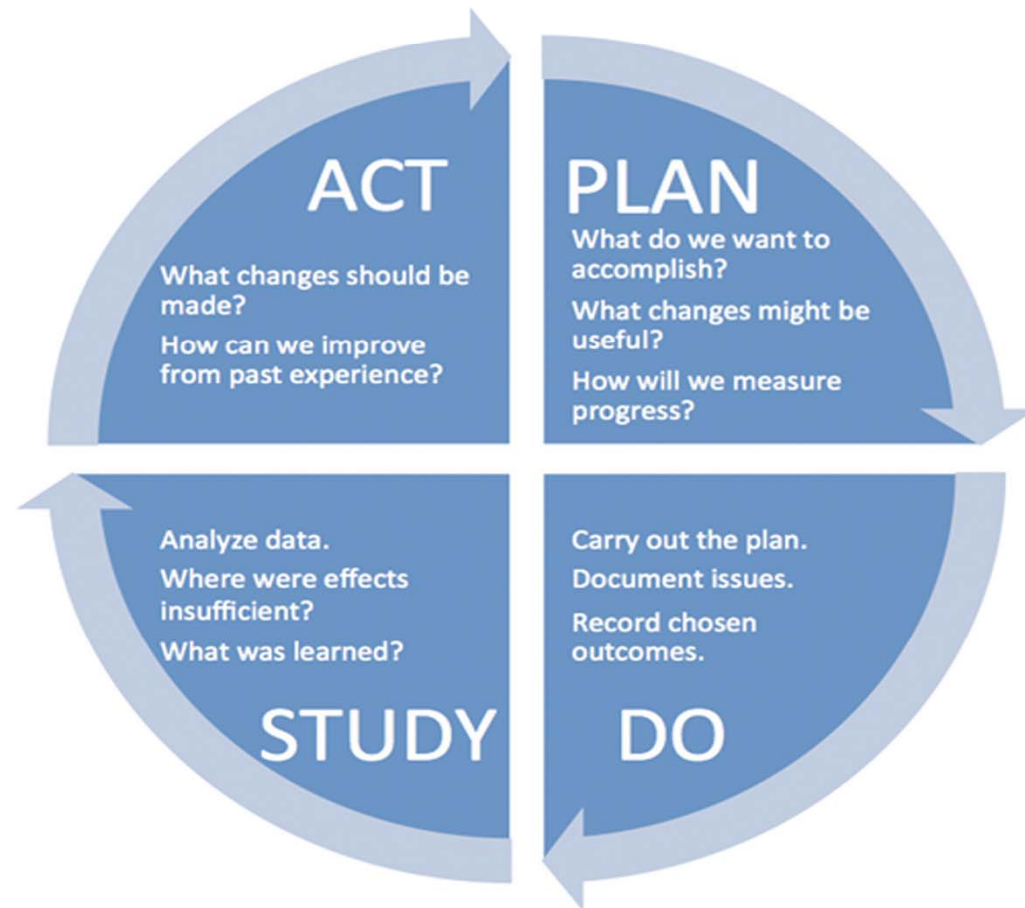 ACT
What changes should be
made?
How can we improve
from past experience?
PLAN
What do we want to
accomplish?
What changes might be
useful?
How will we measure
progress?
Analyze data.
Where were effects
insufficient?
What was learned?
STUDY
Carry out the plan.
Document issues.
Record chosen
outcomes.
DO